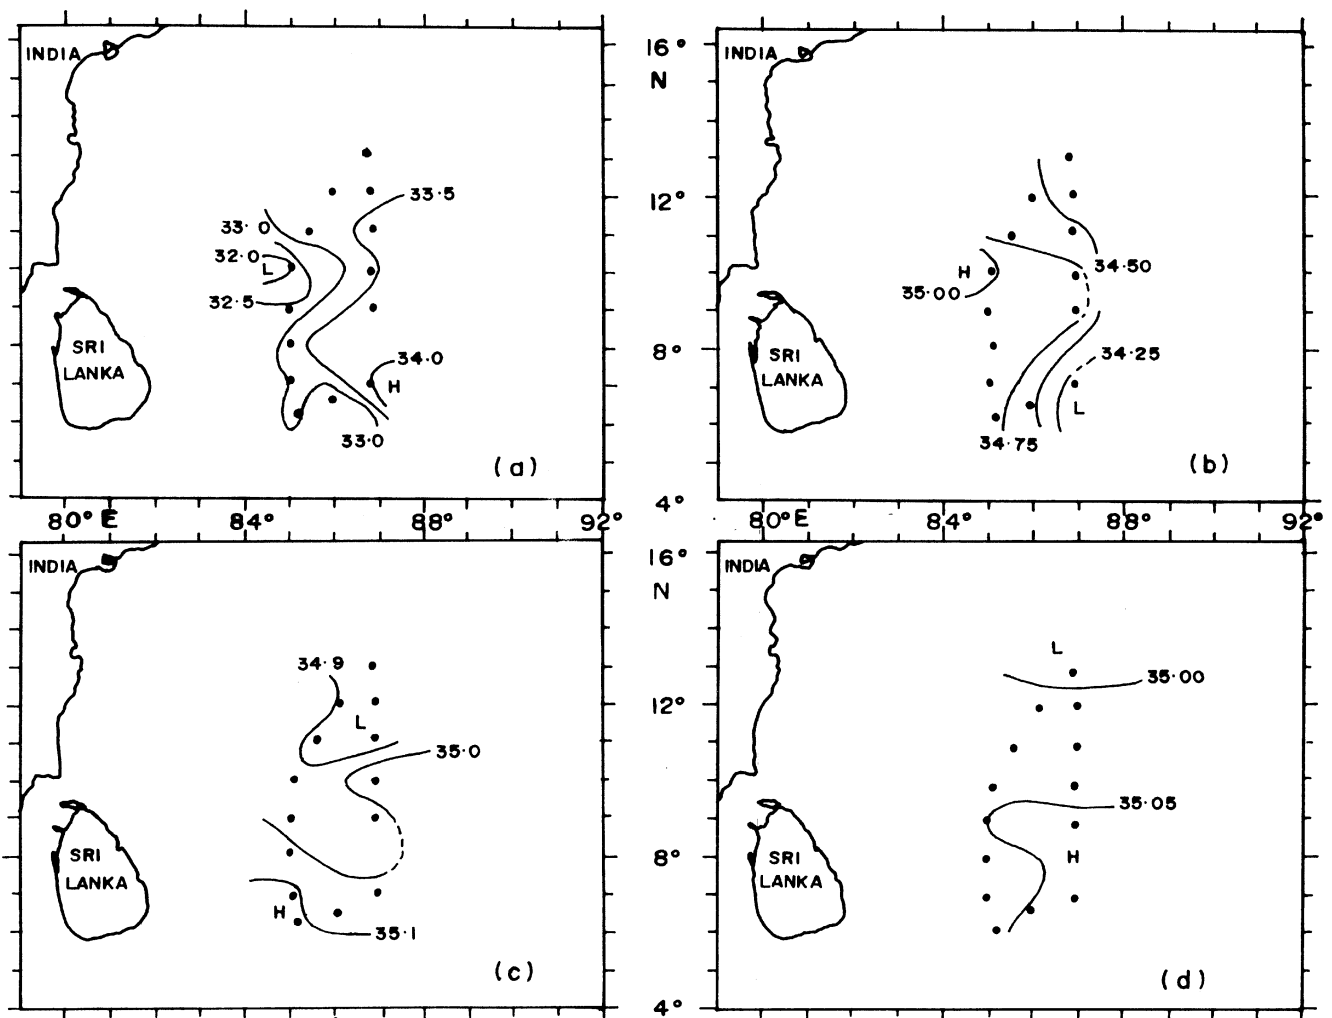 INDIA
33·5
33·0
32·0
L
32·5
SRI
LANKA
34·0
H
33·0
(a)
80° E
84°
88°
92°
16°
N
12°
8°
4°
INDIA
34·50
H
35·00
SRI
LANKA
34·25
L
34·75
(b)
80° E
84°
88°
92°
INDIA
34·9
L
35·0
SRI
LANKA
H
35·1
(c)
16°
N
12°
8°
4°
INDIA
L
35·00
35·05
SRI
LANKA
H
(d)